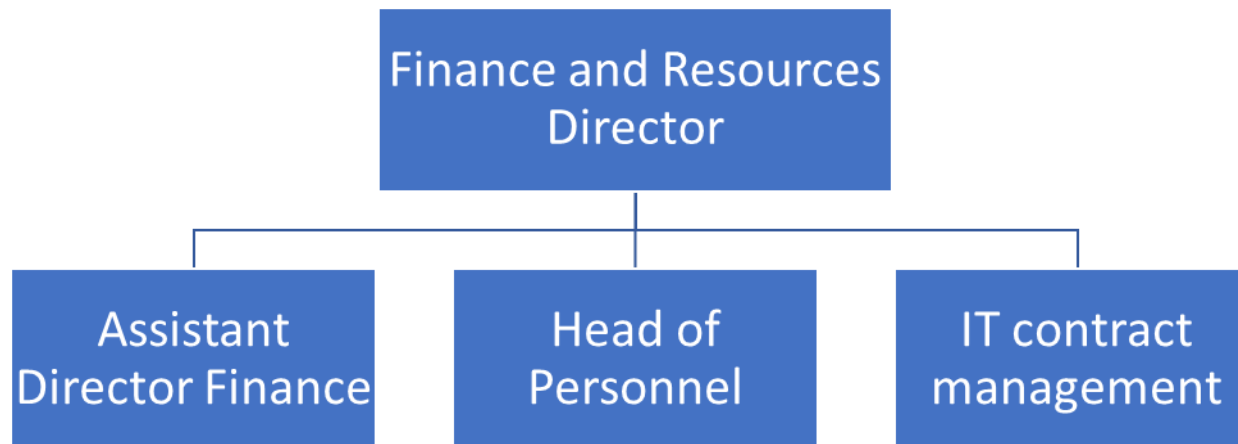 Finance and Resources
Director
Assistant
Director Finance
Head of
Personnel
IT contract
management